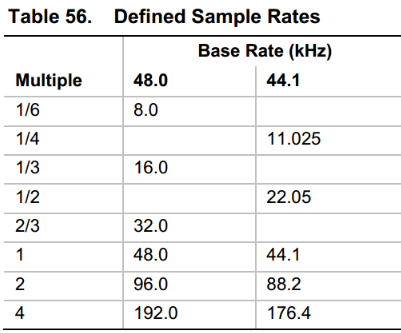 Table 56. Defined Sample Rates
Base Rate (kHz)
Multiple 48.0 44.1
1/6 8.0
1/4 11.025
1/3 16.0
1/2 22.05
2/3 32.0
1 48.0 44.1
2 96.0 88.2
4 192.0 176.4